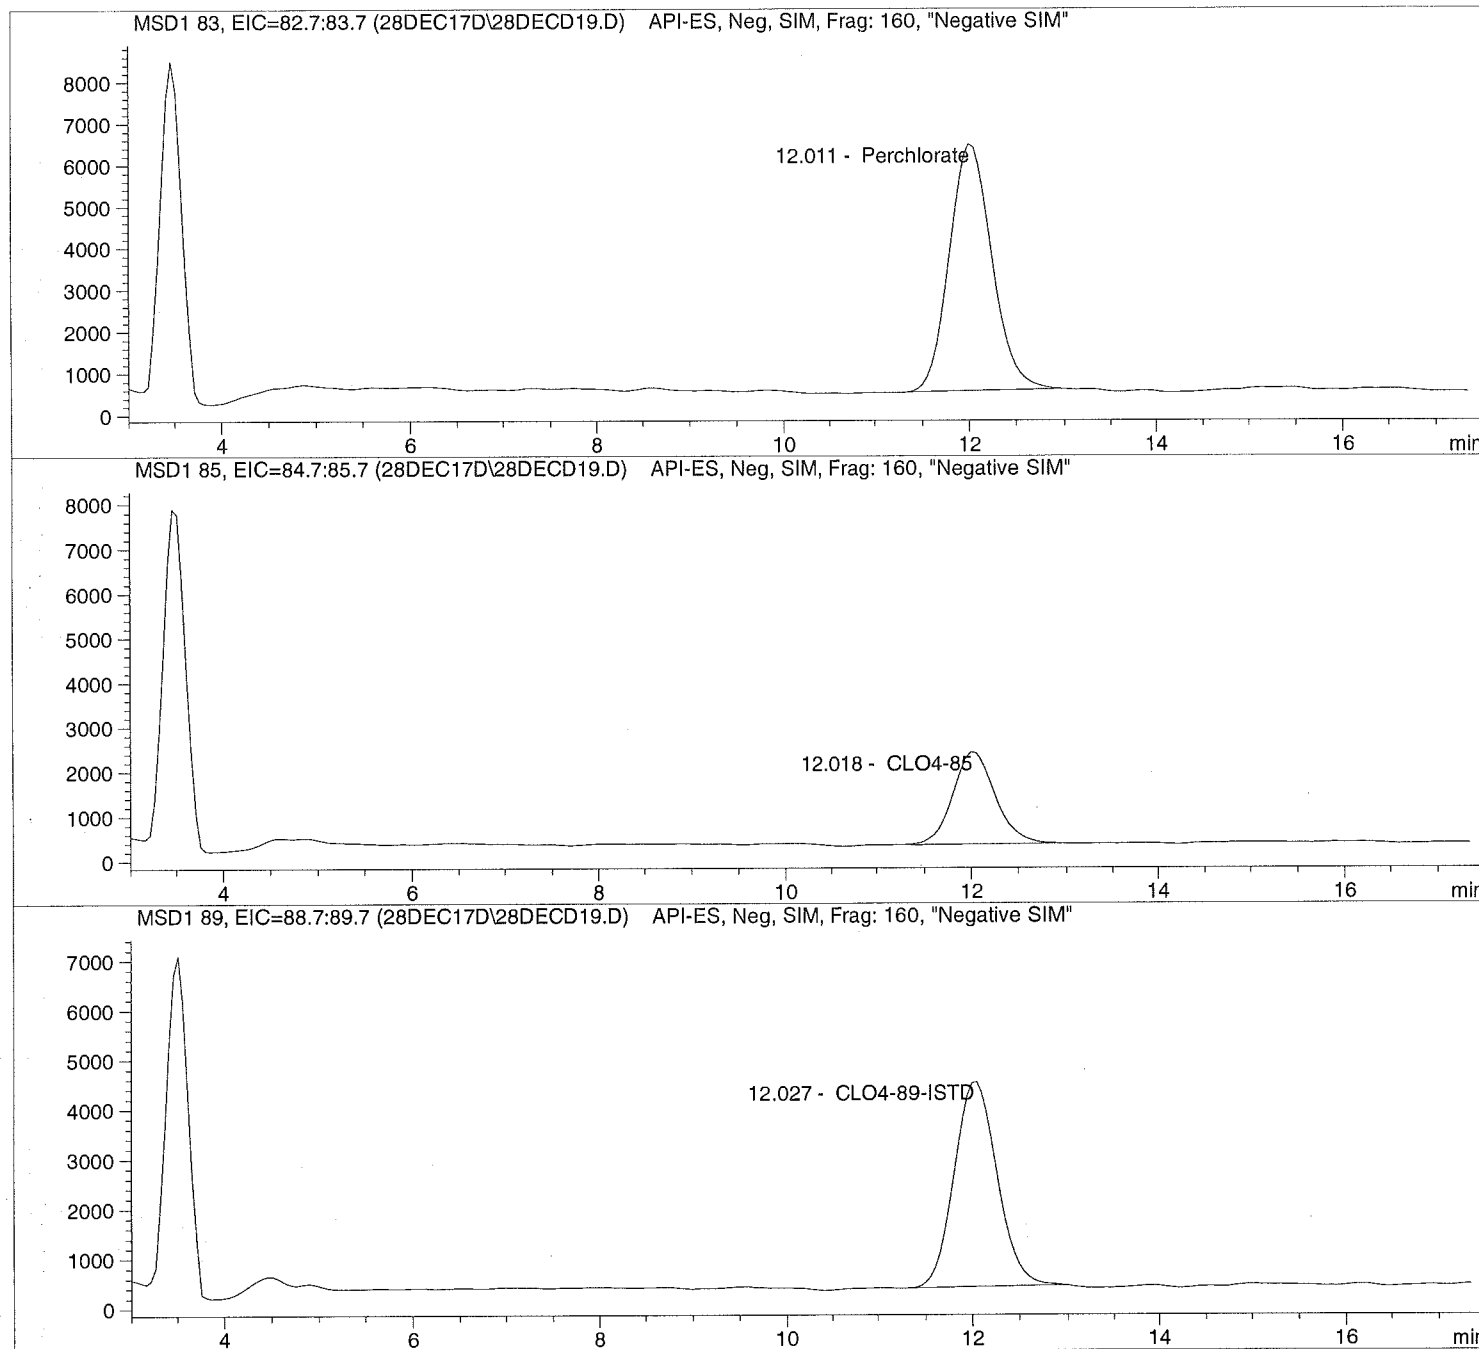 MSD1 83, EIC=82.7:83.7 (28DEC17D\28DECD19.D) API-ES, Neg, SIM, Frag: 160, "Negative SIM"
8000
7000
12.011 - Perchlorate
6000
5000
4000
3000
2000
1000
0
4 6 8 10 12 14 16 min
MSD1 85, EIC=84.7:85.7 (28DEC17D\28DECD19.D) API-ES, Neg, SIM, Frag: 160, "Negative SIM"
8000
7000
6000
5000
4000
3000
12.018 - CLO4-85
2000
1000
0
4 6 8 10 12 14 16 min
MSD1 89, EIC=88.7:89.7 (28DEC17D\28DECD19.D) API-ES, Neg, SIM, Frag: 160, "Negative SIM"
7000
6000
5000
12.027 - CLO4-89-ISTD
4000
3000
2000
1000
0
4 6 8 10 12 14 16 min